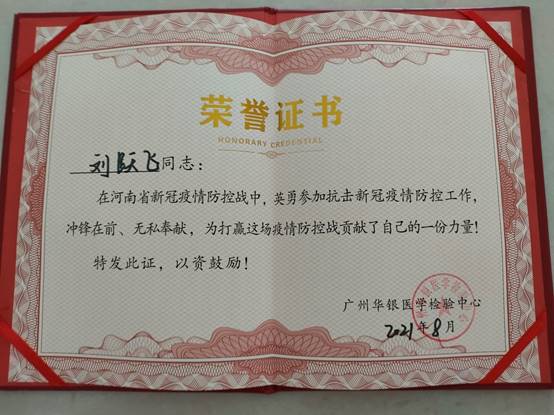 荣誉证书
HONORARY CREDENTIAL
刘跃飞同志：
在河南省新冠疫情防控战中，英勇参加抗击新冠疫情防控工作，
冲锋在前、无私奉献，为打赢这场疫情防控战贡献了自己的一份力量！
特发此证，以资鼓励！
广州华银医学检验中心
2021年8月